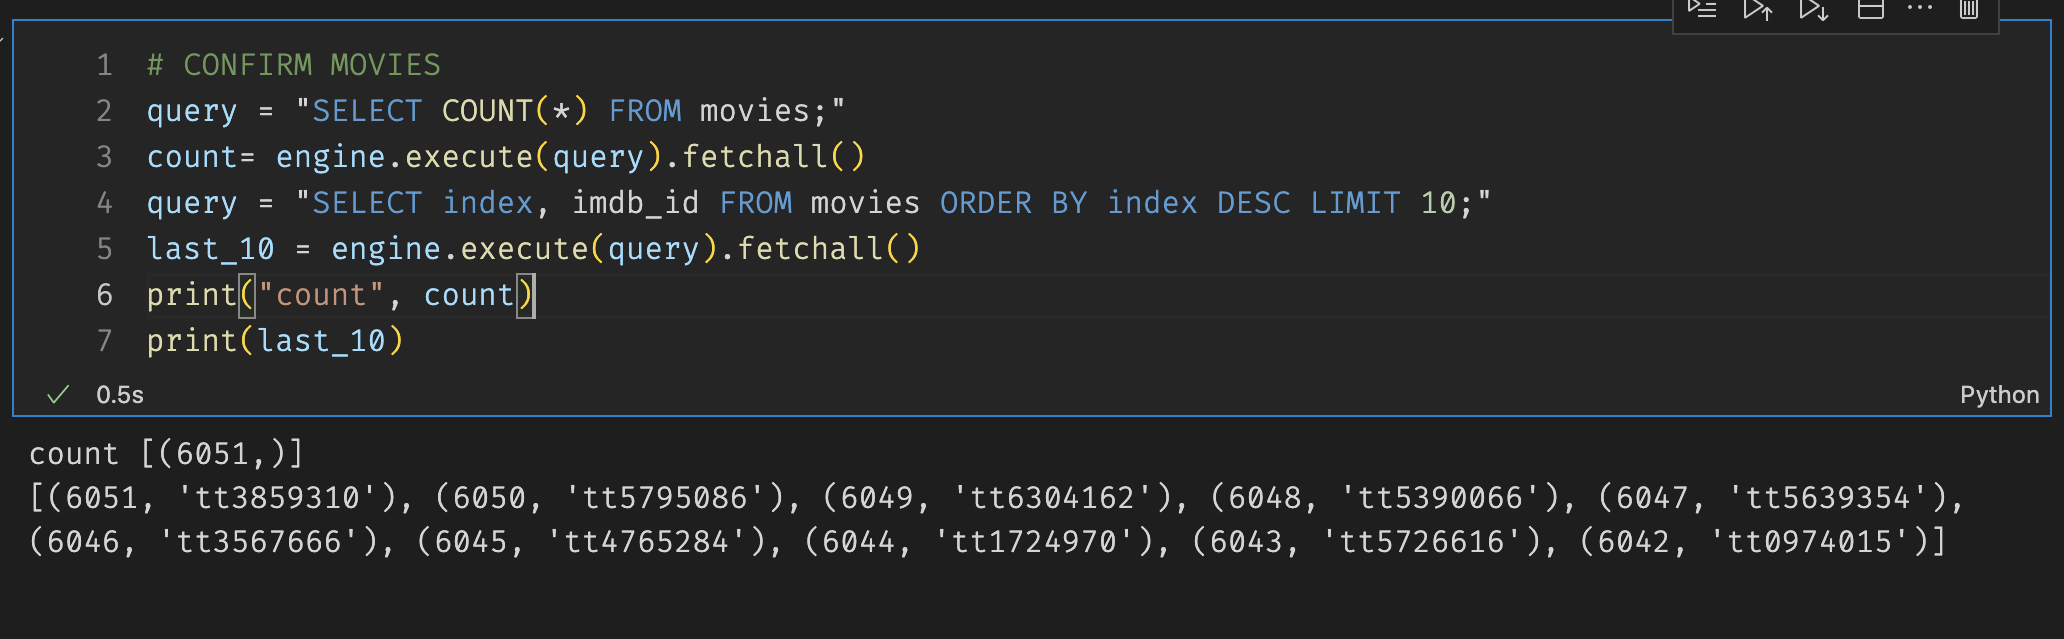 1 # CONFIRM MOVIES
2 query = "SELECT COUNT(*) FROM movies;"
3 count= engine.execute(query).fetchall()
4 query = "SELECT index, imdb_id FROM movies ORDER BY index DESC LIMIT 10;"
5 last_10 = engine.execute(query).fetchall()
6 print("count", count)
7 print(last_10)
0.5s
Python
count [(6051,)]
[(6051, 'tt3859310'), (6050, 'tt5795086'), (6049, 'tt6304162'), (6048, 'tt5390066'), (6047, 'tt5639354'),
(6046, 'tt3567666'), (6045, 'tt4765284'), (6044, 'tt1724970'), (6043, 'tt5726616'), (6042, 'tt0974015')]